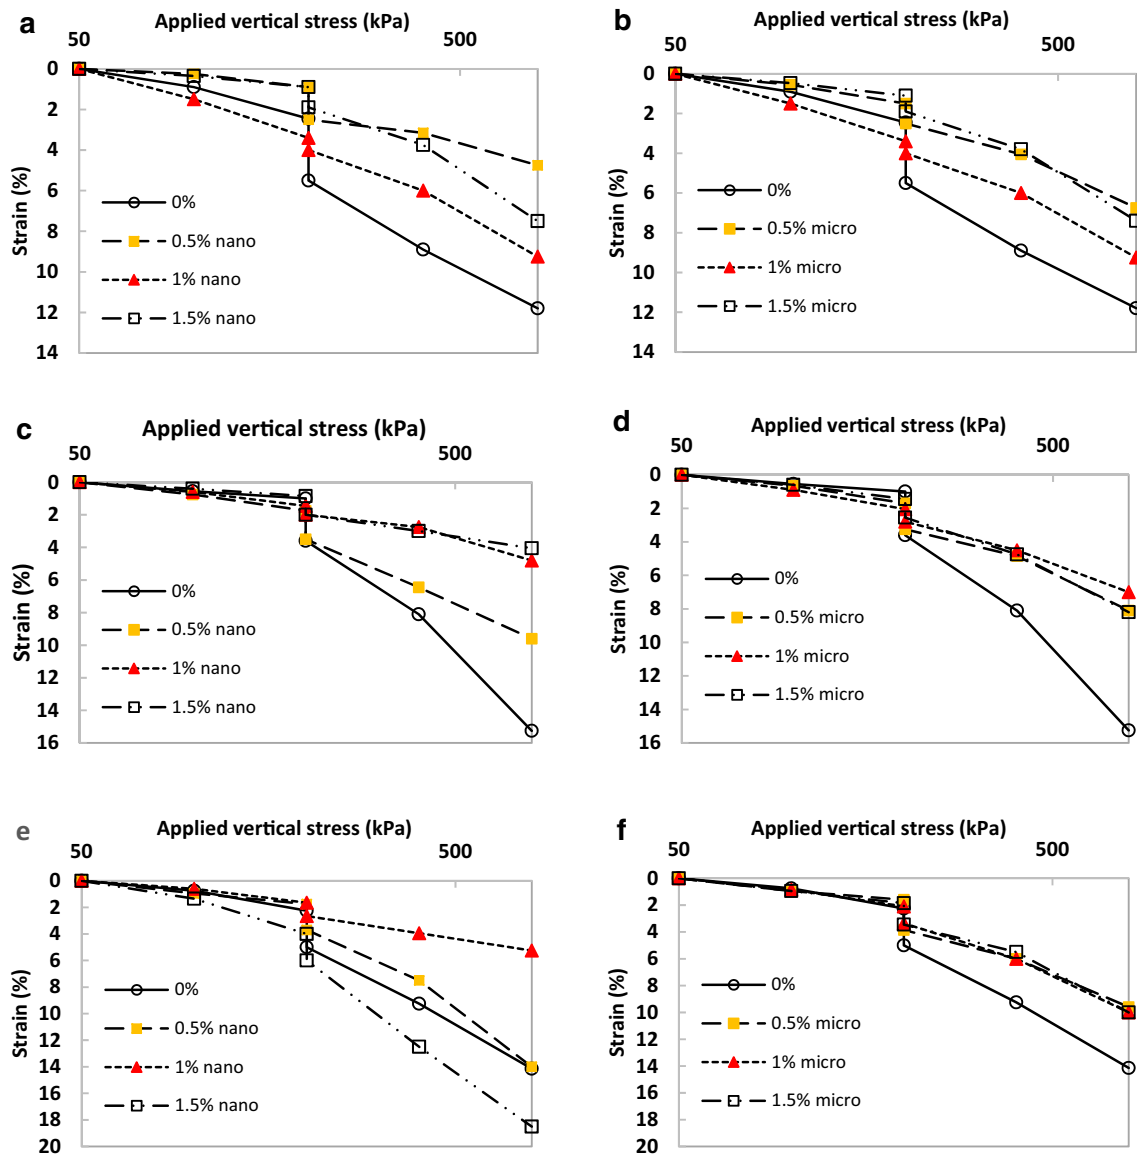 a
Applied vertical stress (kPa)
50 500
0
2
4
6
8
10
12
14
Strain (%)
0%
0.5% nano
1% nano
1.5% nano
b
Applied vertical stress (kPa)
50 500
0
2
4
6
8
10
12
14
Strain (%)
0%
0.5% micro
1% micro
1.5% micro
c
Applied vertical stress (kPa)
50 500
0
2
4
6
8
10
12
14
16
Strain (%)
0%
0.5% nano
1% nano
1.5% nano
d
Applied vertical stress (kPa)
50 500
0
2
4
6
8
10
12
14
16
Strain (%)
0%
0.5% micro
1% micro
1.5% micro
e
Applied vertical stress (kPa)
50 500
0
2
4
6
8
10
12
14
16
18
20
Strain (%)
0%
0.5% nano
1% nano
1.5% nano
f
Applied vertical stress (kPa)
50 500
0
2
4
6
8
10
12
14
16
18
20
Strain (%)
0%
0.5% micro
1% micro
1.5% micro